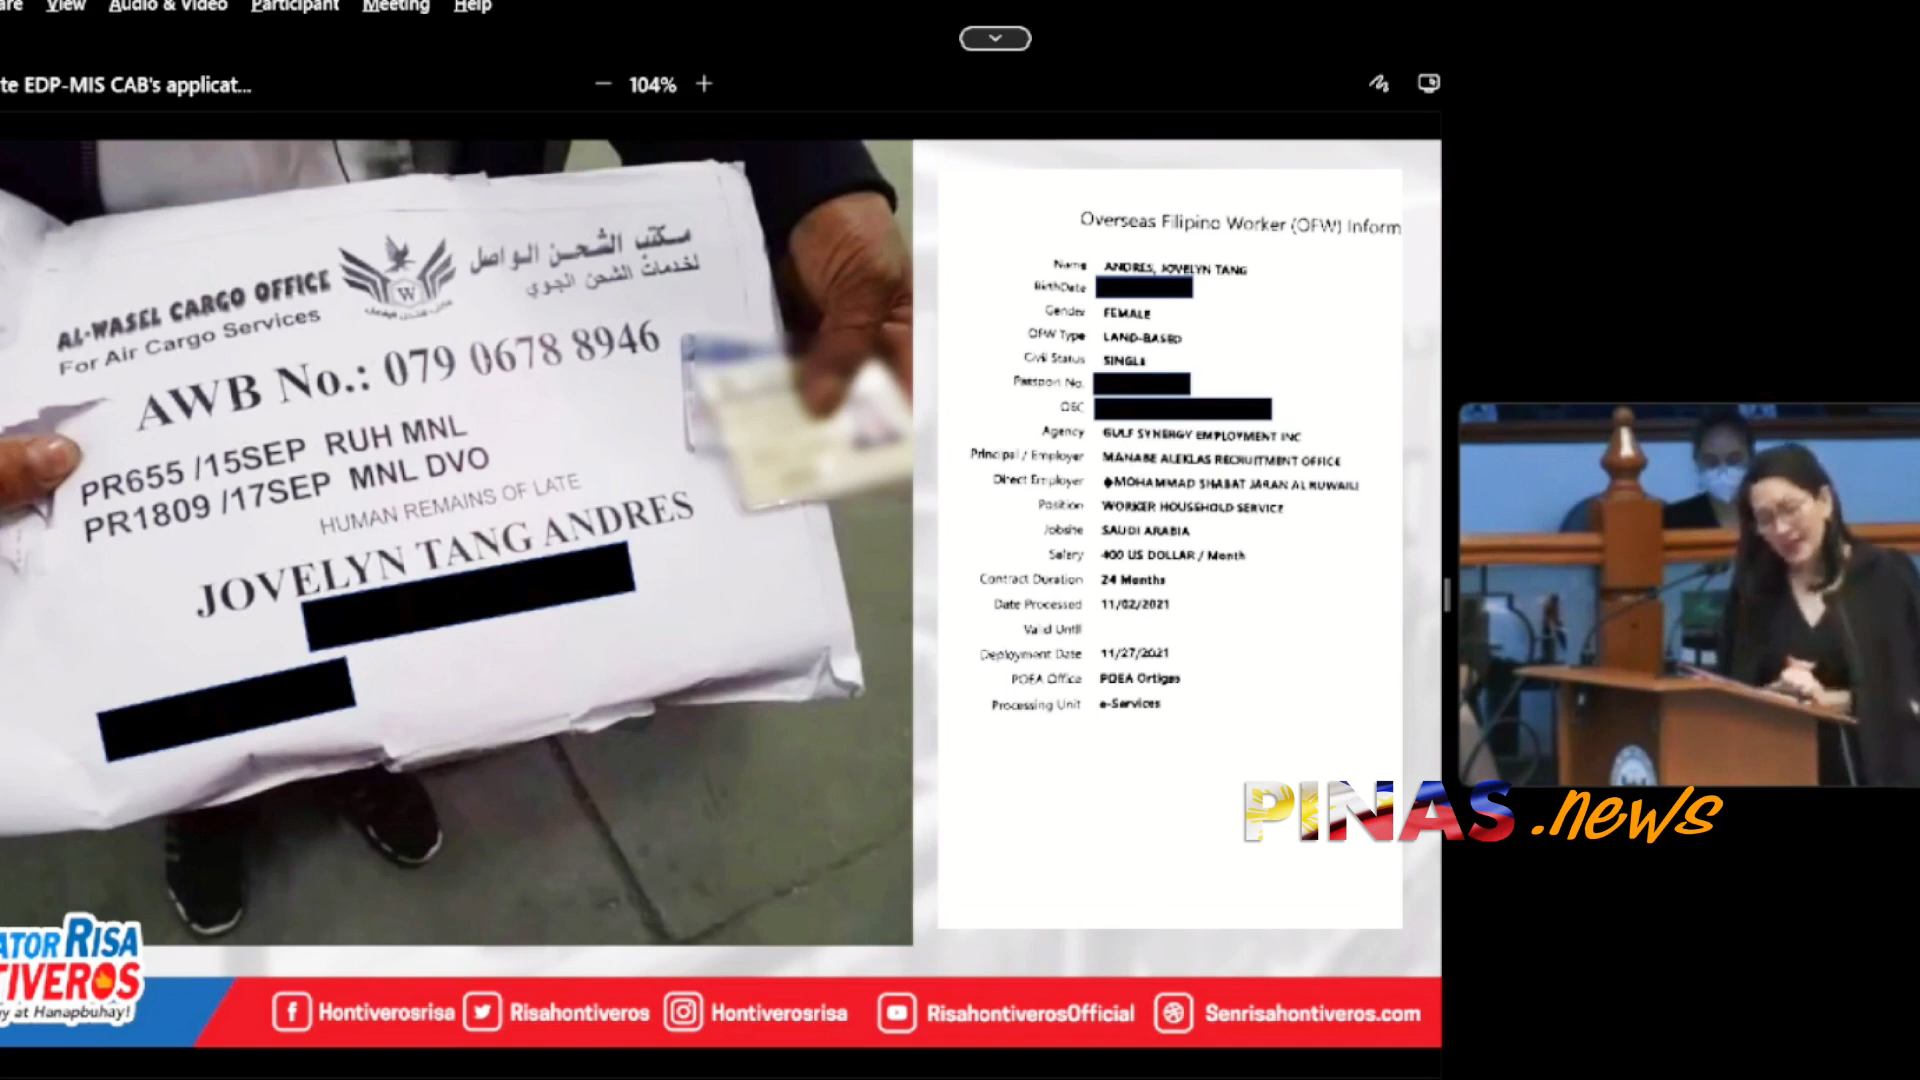 are View Audio & Video Participant Meeting Help
te EDP-MIS CAB's applicat...
104%
AL-WASEL CARGO OFFICE
For Air Cargo Services
W
مكتب الشحن الواصل
لخدمات الشحن الجوي
AWB No.: 079 0678 8946
PR655 /15SEP RUH MNL
PR1809 /17SEP MNL DVO
HUMAN REMAINS OF LATE
JOVELYN TANG ANDRES
Overseas Filipino Worker (OFW) Inform
Name ANDRES, JOVELYN TANG
BirthDate
Gender FEMALE
OFW Type LAND-BASED
Civil Status SINGLE
Passport No.
OEC
Agency GULF SYNERGY EMPLOYMENT INC
Principal / Employer MANABE ALEKLAS RECRUITMENT OFFICE
Direct Employer �MOHAMMAD SHABAT JARAN AL RUWAILI
Position WORKER HOUSEHOLD SERVICE
Jobsite SAUDI ARABIA
Salary 400 US DOLLAR / Month
Contract Duration 24 Months
Date Processed 11/02/2021
Valid Until
Deployment Date 11/27/2021
POEA Office POEA Ortigas
Processing Unit e-Services
PINAS .news
ATOR RISA
TIVEROS
y at Hanapbuhay!
Hontiverosrisa Risahontiveros Hontiverosrisa RisahontiverosOfficial Senrisahontiveros.com